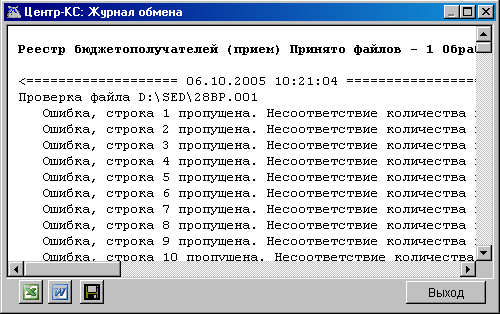 Центр-КС: Журнал обмена
Реестр бюджетополучателей (прием) Принято файлов - 1 Обра
<=================== 06.10.2005 10:21:04 =================
Проверка файла D:\SED\28BP.001
Ошибка, строка 1 пропущена. Несоответствие количества
Ошибка, строка 2 пропущена. Несоответствие количества
Ошибка, строка 3 пропущена. Несоответствие количества
Ошибка, строка 4 пропущена. Несоответствие количества
Ошибка, строка 5 пропущена. Несоответствие количества
Ошибка, строка 6 пропущена. Несоответствие количества
Ошибка, строка 7 пропущена. Несоответствие количества
Ошибка, строка 8 пропущена. Несоответствие количества
Ошибка, строка 9 пропущена. Несоответствие количества
Ошибка, строка 10 пропущена. Несоответствие количества
Выход